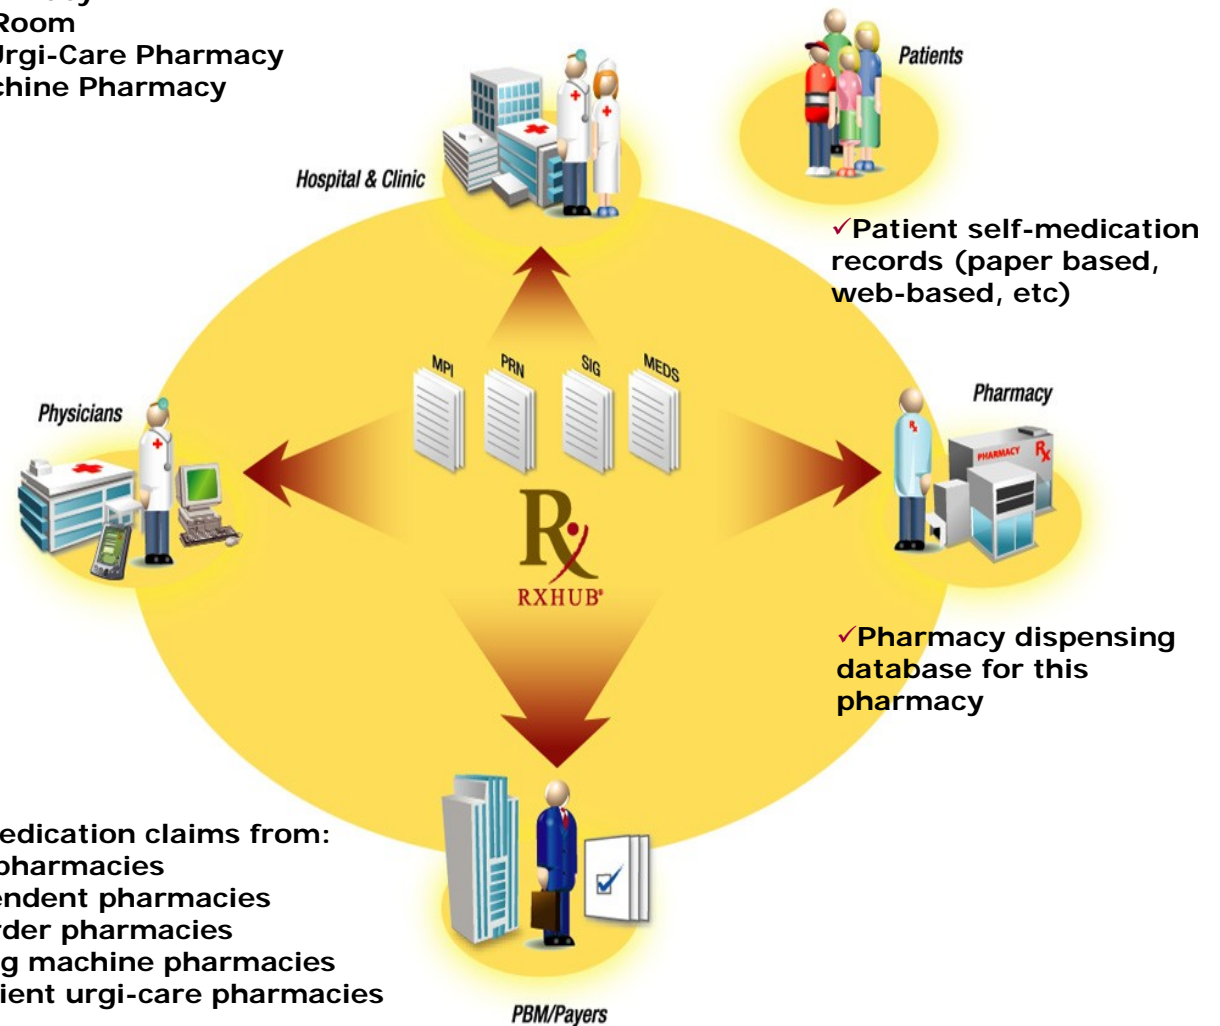 Room
Urgi-Care Pharmacy
chine Pharmacy
Patients
Hospital & Clinic
✓Patient self-medication
records (paper based,
web-based, etc)
MPI
PRN
SIG
MEDS
Physicians
Pharmacy
PHARMACY Rx
Rx
Rx
RXHUB®
✓Pharmacy dispensing
database for this
pharmacy
edication claims from:
pharmacies
endent pharmacies
rder pharmacies
g machine pharmacies
ient urgi-care pharmacies
PBM/Payers